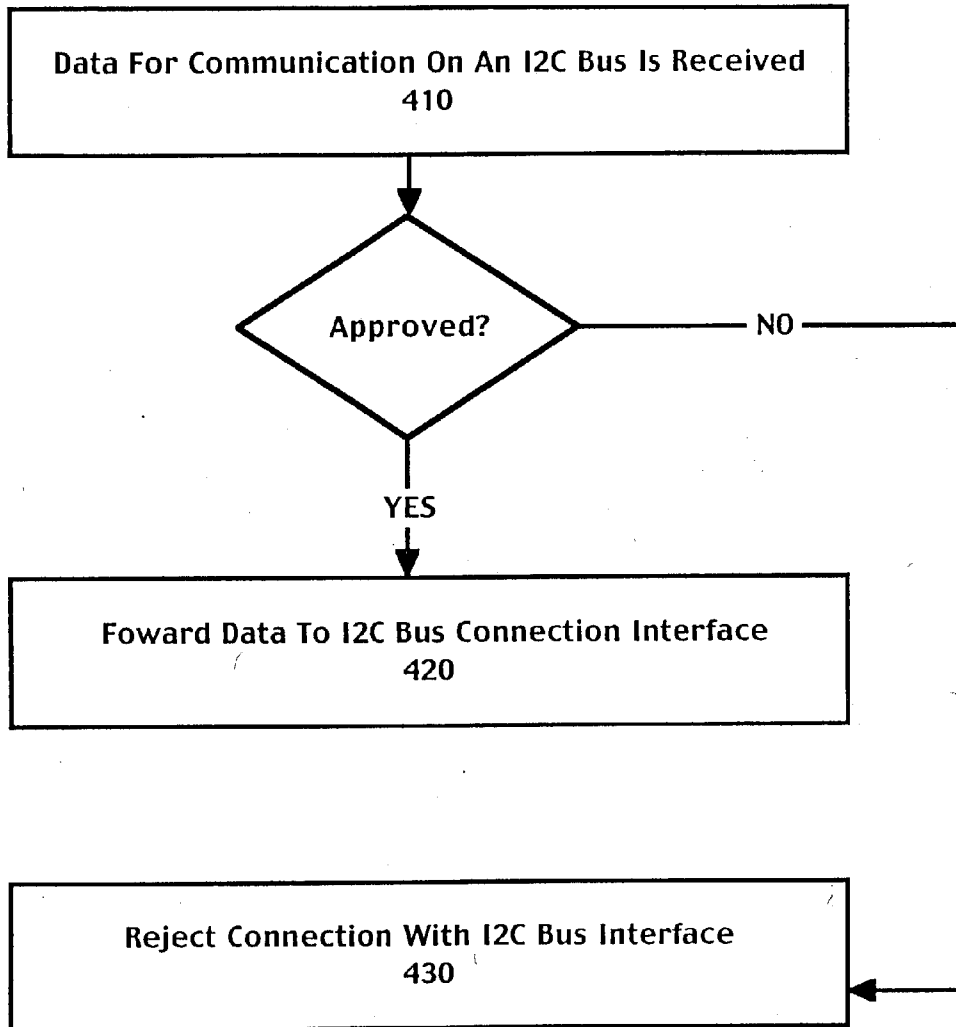 Data For Communication On An I2C Bus Is Received
410
Approved?
NO
YES
Foward Data To I2C Bus Connection Interface
420
Reject Connection With I2C Bus Interface
430